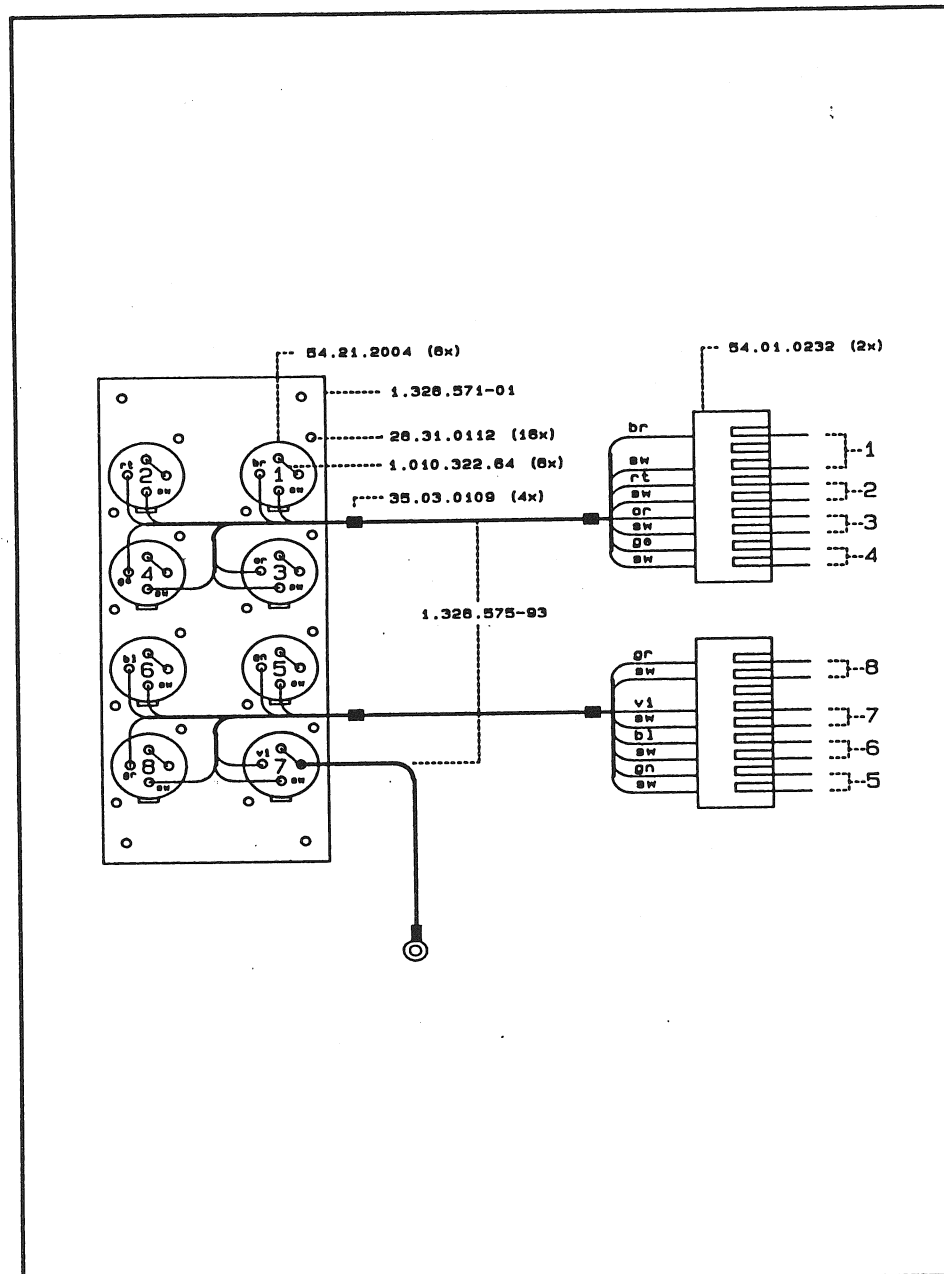 54.21.2004 (8x)
54.01.0232 (2x)
1.328.571-01
28.31.0112 (16x)
1.010.322.64 (8x)
35.03.0109 (4x)
rt
2
sw
br
1
sw
ge
4
sw
or
3
sw
br
sw
rt
sw
or
sw
ge
sw
1
2
3
4
1.328.575-93
bl
6
sw
gn
5
sw
gr
8
sw
vi
7
sw
gr
sw
vi
sw
bl
sw
gn
sw
8
7
6
5